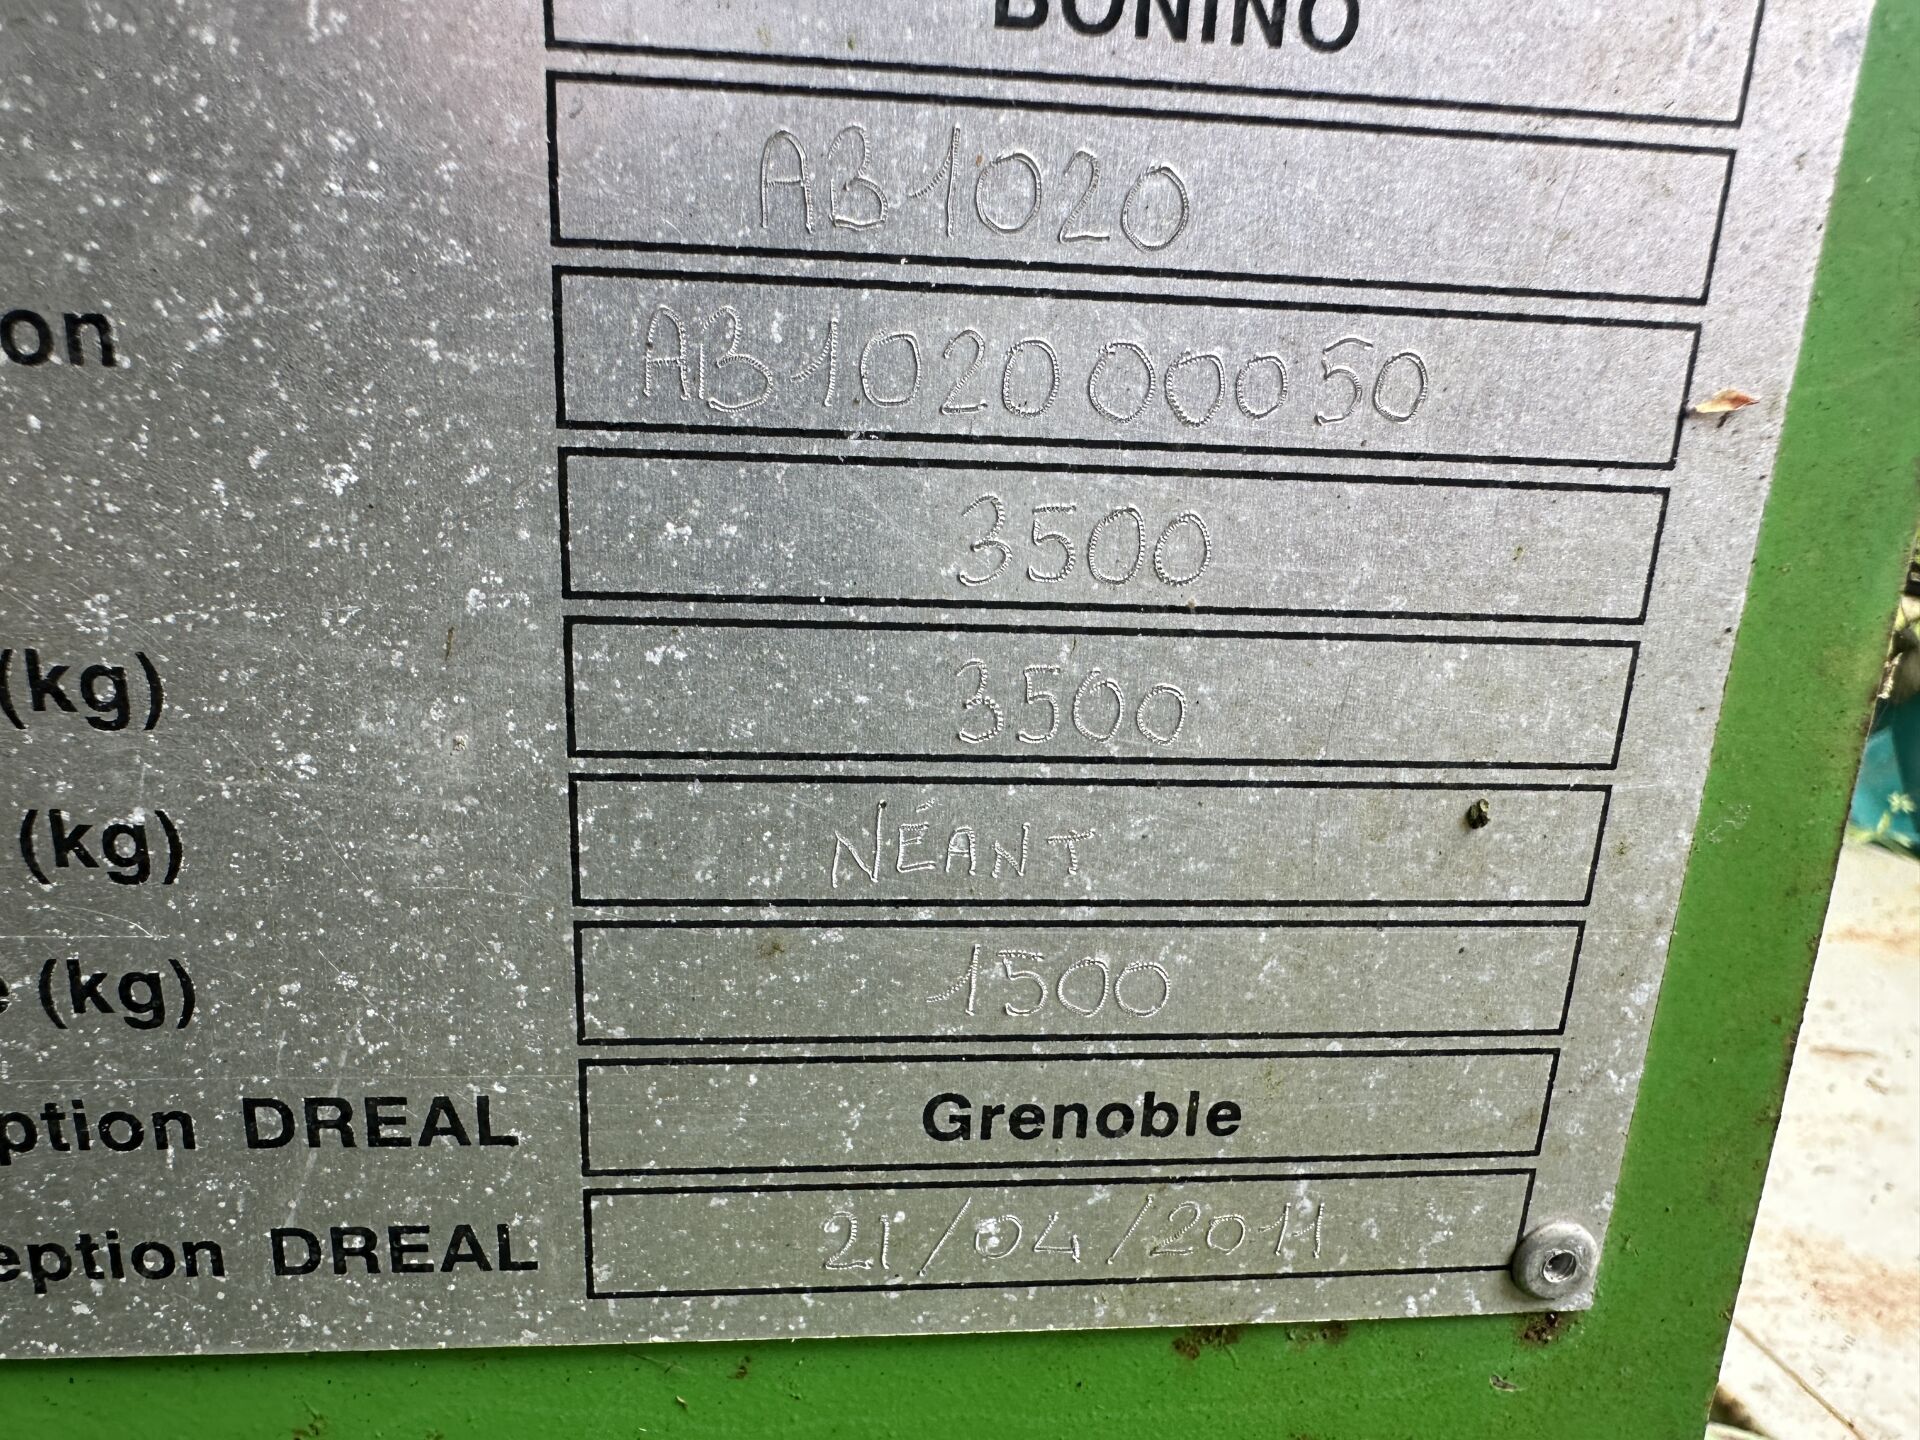 BONINO
AB1020
on AB102000050
3500
(kg) 3500
(kg) NÉANT
(kg) 1500
ption DREAL Grenoble
eption DREAL 21/04/2011